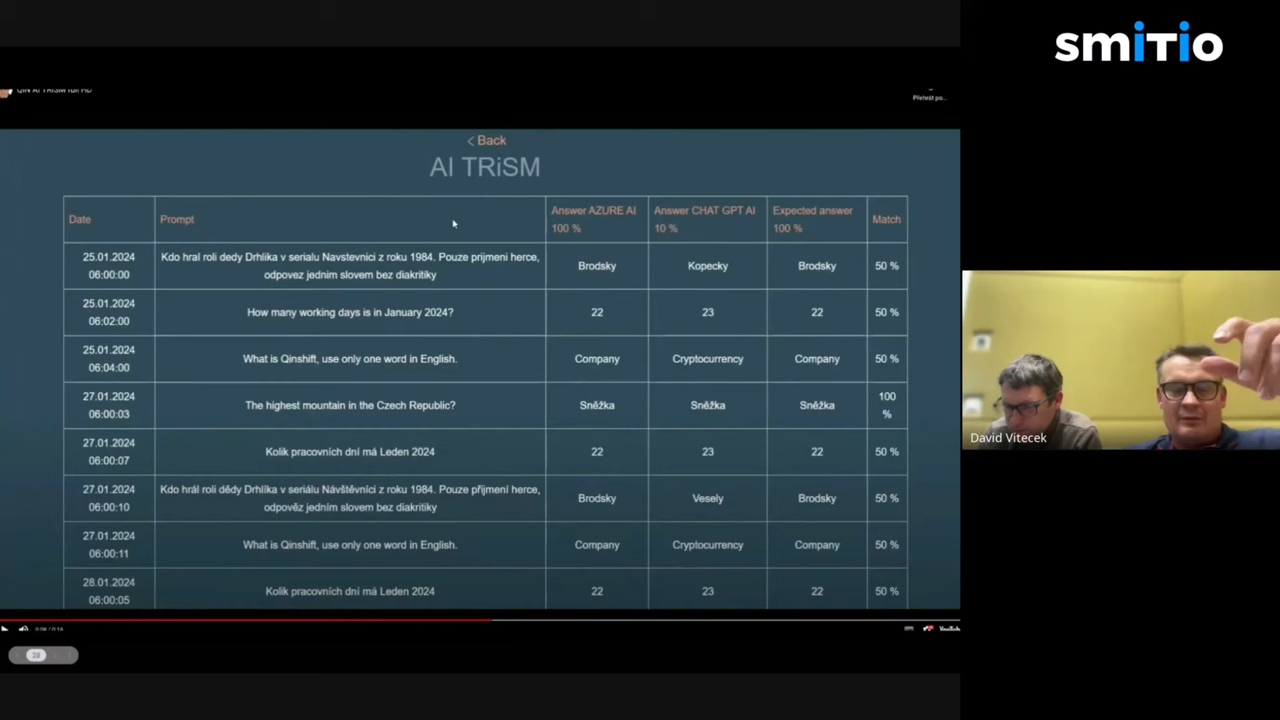 smiTio
QIN AI TRiSM full HD
Přehrát po...
< Back
AI TRiSM
Date Prompt Answer AZURE AI 100 % Answer CHAT GPT AI 10 % Expected answer 100 % Match
25.01.2024 06:00:00 Kdo hral roli dedy Drhlika v serialu Navstevnici z roku 1984. Pouze prijmeni herce, odpovez jednim slovem bez diakritiky Brodsky Kopecky Brodsky 50 %
25.01.2024 06:02:00 How many working days is in January 2024? 22 23 22 50 %
25.01.2024 06:04:00 What is Qinshift, use only one word in English. Company Cryptocurrency Company 50 %
27.01.2024 06:00:03 The highest mountain in the Czech Republic? Sněžka Sněžka Sněžka 100 %
27.01.2024 06:00:07 Kolik pracovních dní má Leden 2024 22 23 22 50 %
27.01.2024 06:00:10 Kdo hrál roli dědy Drhlíka v seriálu Návštěvníci z roku 1984. Pouze příjmení herce, odpověz jedním slovem bez diakritiky Brodsky Vesely Brodsky 50 %
27.01.2024 06:00:11 What is Qinshift, use only one word in English. Company Cryptocurrency Company 50 %
28.01.2024 06:00:05 Kolik pracovních dní má Leden 2024 22 23 22 50 %
David Vitecek
28